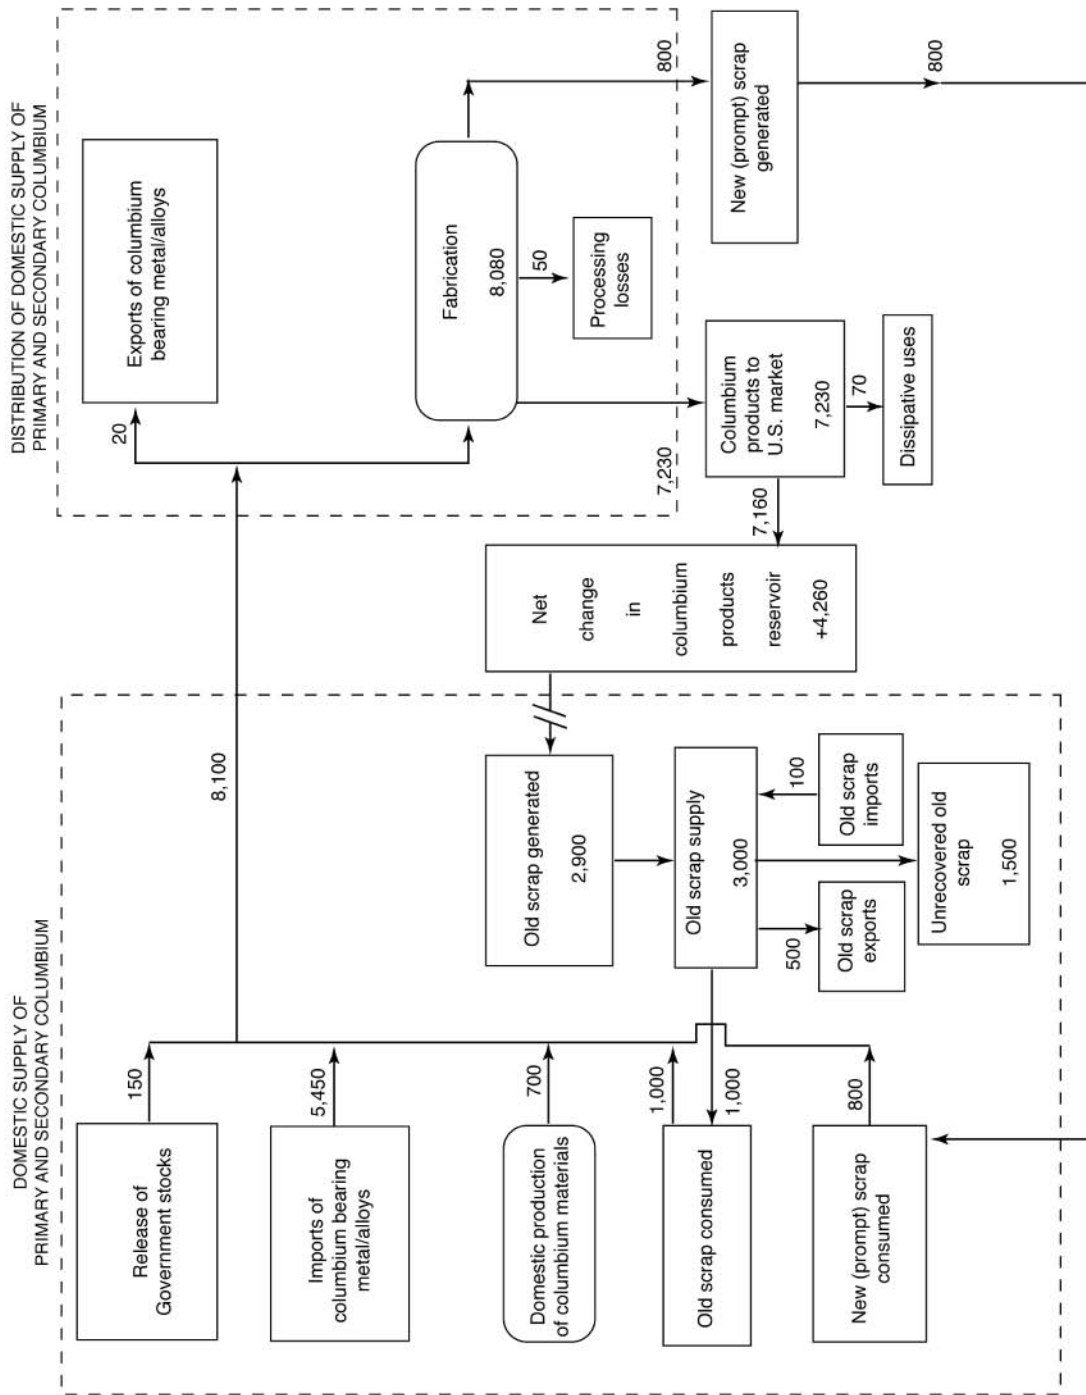 DOMESTIC SUPPLY OF
PRIMARY AND SECONDARY COLUMBIUM
DISTRIBUTION OF DOMESTIC SUPPLY OF
PRIMARY AND SECONDARY COLUMBIUM
Release of
Government stocks
150
Imports of
columbium bearing
metal/alloys
5,450
Domestic production
of columbium materials
700
Old scrap consumed
1,000
1,000
New (prompt) scrap
consumed
800
8,100
Old scrap generated
2,900
Old scrap supply
3,000
500
100
Old scrap
exports
Old scrap
imports
Unrecovered old
scrap
1,500
Net
change
in
columbium
products
reservoir
+4,260
7,160
20
Exports of columbium
bearing metal/alloys
Fabrication
8,080
50
Processing
losses
7,230
Columbium
products to
U.S. market
7,230
70
Dissipative uses
800
New (prompt) scrap
generated
800